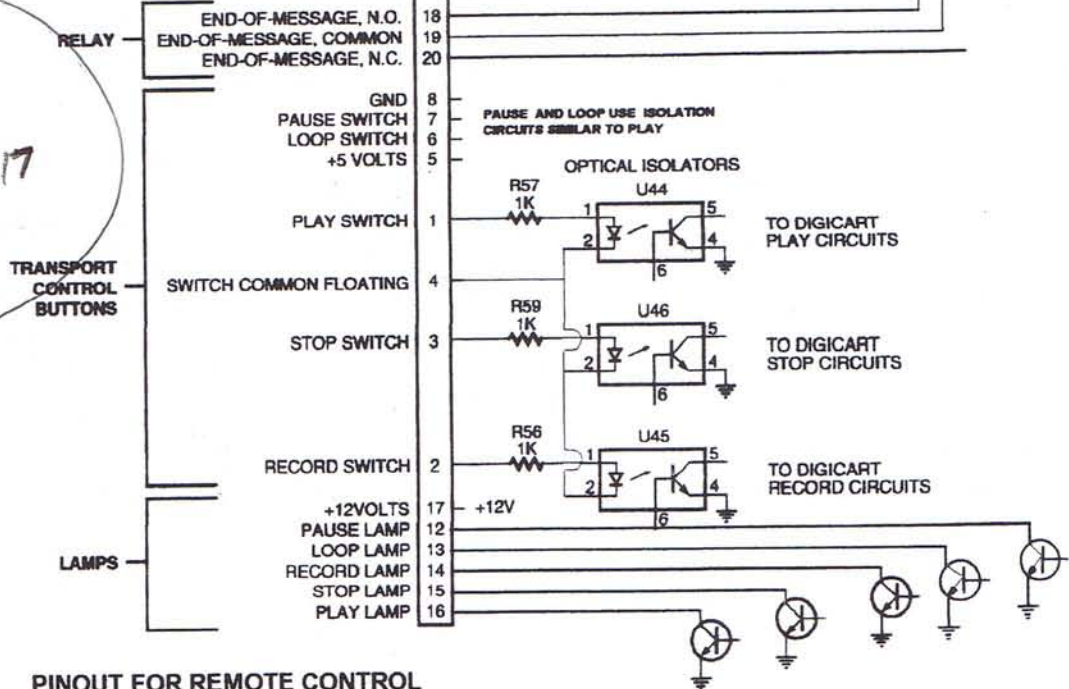 END-OF-MESSAGE, N.O. 18
RELAY END-OF-MESSAGE, COMMON 19
END-OF-MESSAGE, N.C. 20
GND 8
PAUSE SWITCH 7
LOOP SWITCH 6
+5 VOLTS 5
PAUSE AND LOOP USE ISOLATION
CIRCUITS SIMILAR TO PLAY
OPTICAL ISOLATORS
R57
1K
U44
PLAY SWITCH 1
1 5
2 4
6
TO DIGICART
PLAY CIRCUITS
7
TRANSPORT
CONTROL
BUTTONS
SWITCH COMMON FLOATING 4
R59
1K
U46
STOP SWITCH 3
1 5
2 4
6
TO DIGICART
STOP CIRCUITS
R56
1K
U45
RECORD SWITCH 2
1 5
2 4
6
TO DIGICART
RECORD CIRCUITS
LAMPS
+12VOLTS 17 +12V
PAUSE LAMP 12
LOOP LAMP 13
RECORD LAMP 14
STOP LAMP 15
PLAY LAMP 16
PINOUT FOR REMOTE CONTROL